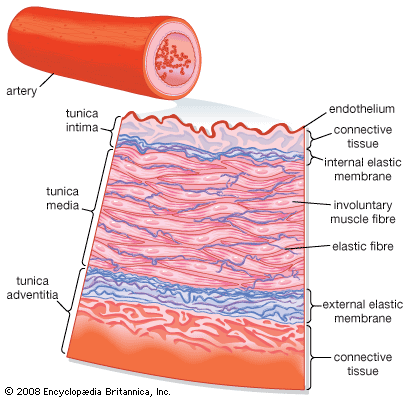 artery
tunica
intima
endothelium
connective
tissue
internal elastic
membrane
tunica
media
involuntary
muscle fibre
elastic fibre
tunica
adventitia
external elastic
membrane
connective
tissue
© 2008 Encyclopædia Britannica, Inc.